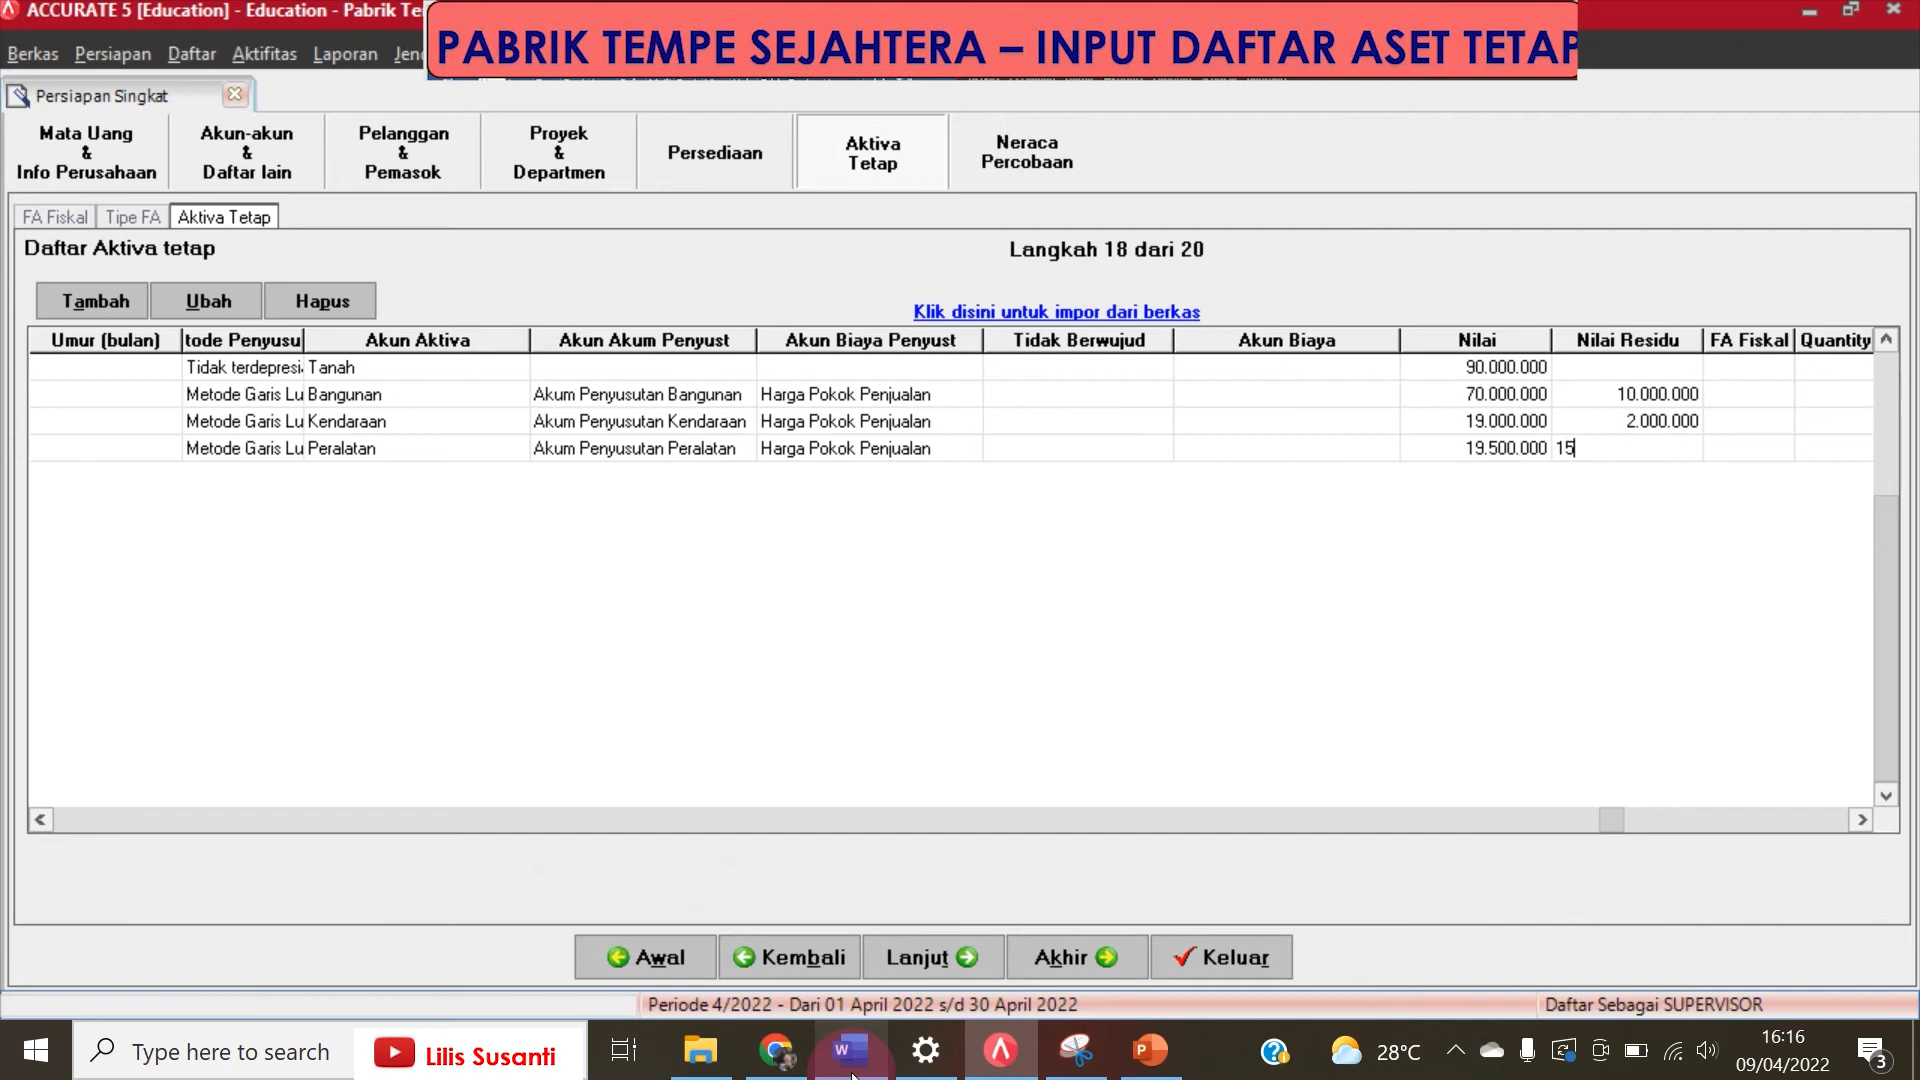 ACCURATE 5 [Education] - Education - Pabrik Te
PABRIK TEMPE SEJAHTERA – INPUT DAFTAR ASET TETAP
Berkas Persiapan Daftar Aktifitas Laporan Jen
Persiapan Singkat
Mata Uang & Info Perusahaan
Akun-akun & Daftar lain
Pelanggan & Pemasok
Proyek & Departmen
Persediaan
Aktiva Tetap
Neraca Percobaan
FA Fiskal Tipe FA Aktiva Tetap
Daftar Aktiva tetap Langkah 18 dari 20
Tambah Ubah Hapus
Klik disini untuk impor dari berkas
Umur (bulan) tode Penyusu Akun Aktiva Akun Akum Penyust Akun Biaya Penyust Tidak Berwujud Akun Biaya Nilai Nilai Residu FA Fiskal Quantity
Tidak terdepresi Tanah 90.000.000
Metode Garis Lu Bangunan Akum Penyusutan Bangunan Harga Pokok Penjualan 70.000.000 10.000.000
Metode Garis Lu Kendaraan Akum Penyusutan Kendaraan Harga Pokok Penjualan 19.000.000 2.000.000
Metode Garis Lu Peralatan Akum Penyusutan Peralatan Harga Pokok Penjualan 19.500.000 15
Awal Kembali Lanjut Akhir Keluar
Periode 4/2022 - Dari 01 April 2022 s/d 30 April 2022 Daftar Sebagai SUPERVISOR
Type here to search Lilis Susanti 28°C 16:16
09/04/2022 3